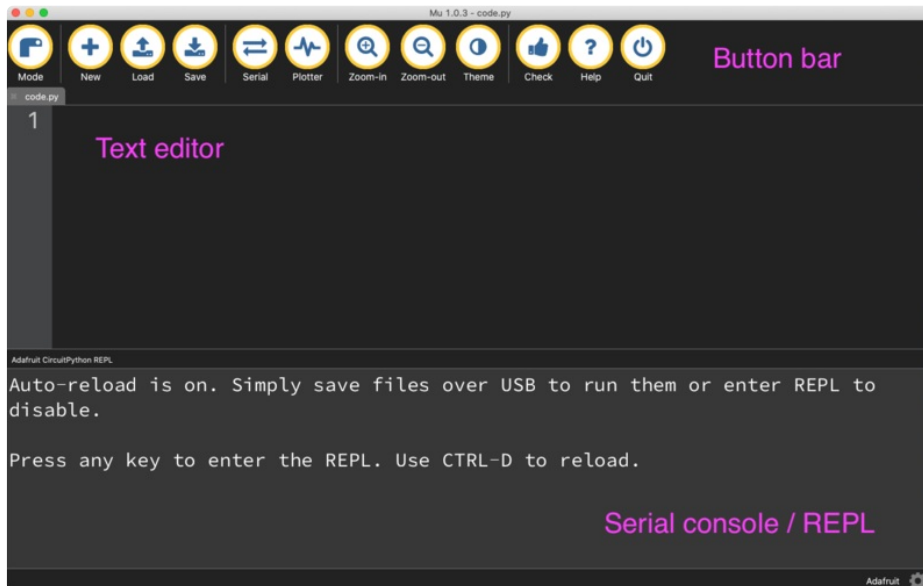 Mu 1.0.3 - code.py
Mode New Load Save Serial Plotter Zoom-in Zoom-out Theme Check Help Quit
Button bar
code.py
1
Text editor
Adafruit CircuitPython REPL
Auto-reload is on. Simply save files over USB to run them or enter REPL to
disable.
Press any key to enter the REPL. Use CTRL-D to reload.
Serial console / REPL
Adafruit